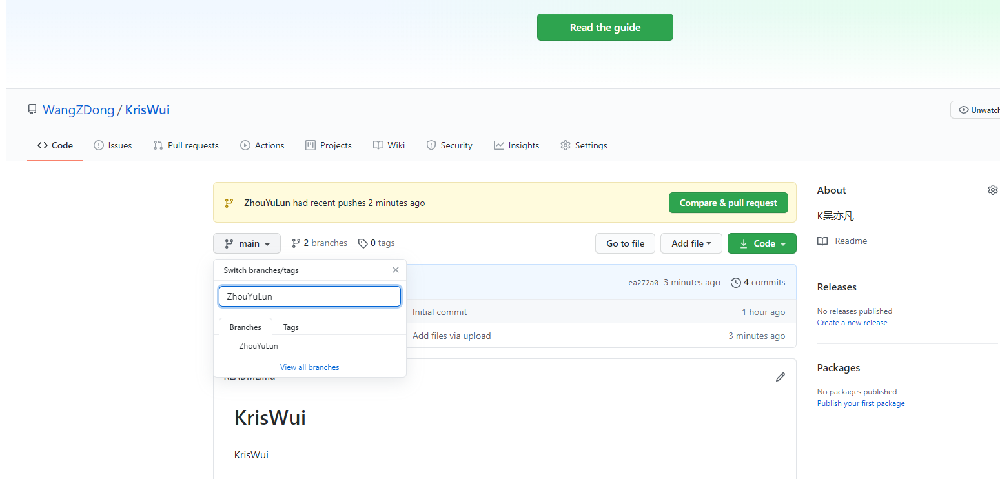 Read the guide
WangZDong / KrisWui
Unwatch
Code Issues Pull requests Actions Projects Wiki Security Insights Settings
ZhouYuLun had recent pushes 2 minutes ago Compare & pull request
main 2 branches 0 tags Go to file Add file Code
Switch branches/tags
ZhouYuLun
Branches Tags
ZhouYuLun
View all branches
ea272a0 3 minutes ago 4 commits
Initial commit 1 hour ago
Add files via upload 3 minutes ago
README.md
KrisWui
KrisWui
About
K吴亦凡
Readme
Releases
No releases published
Create a new release
Packages
No packages published
Publish your first package